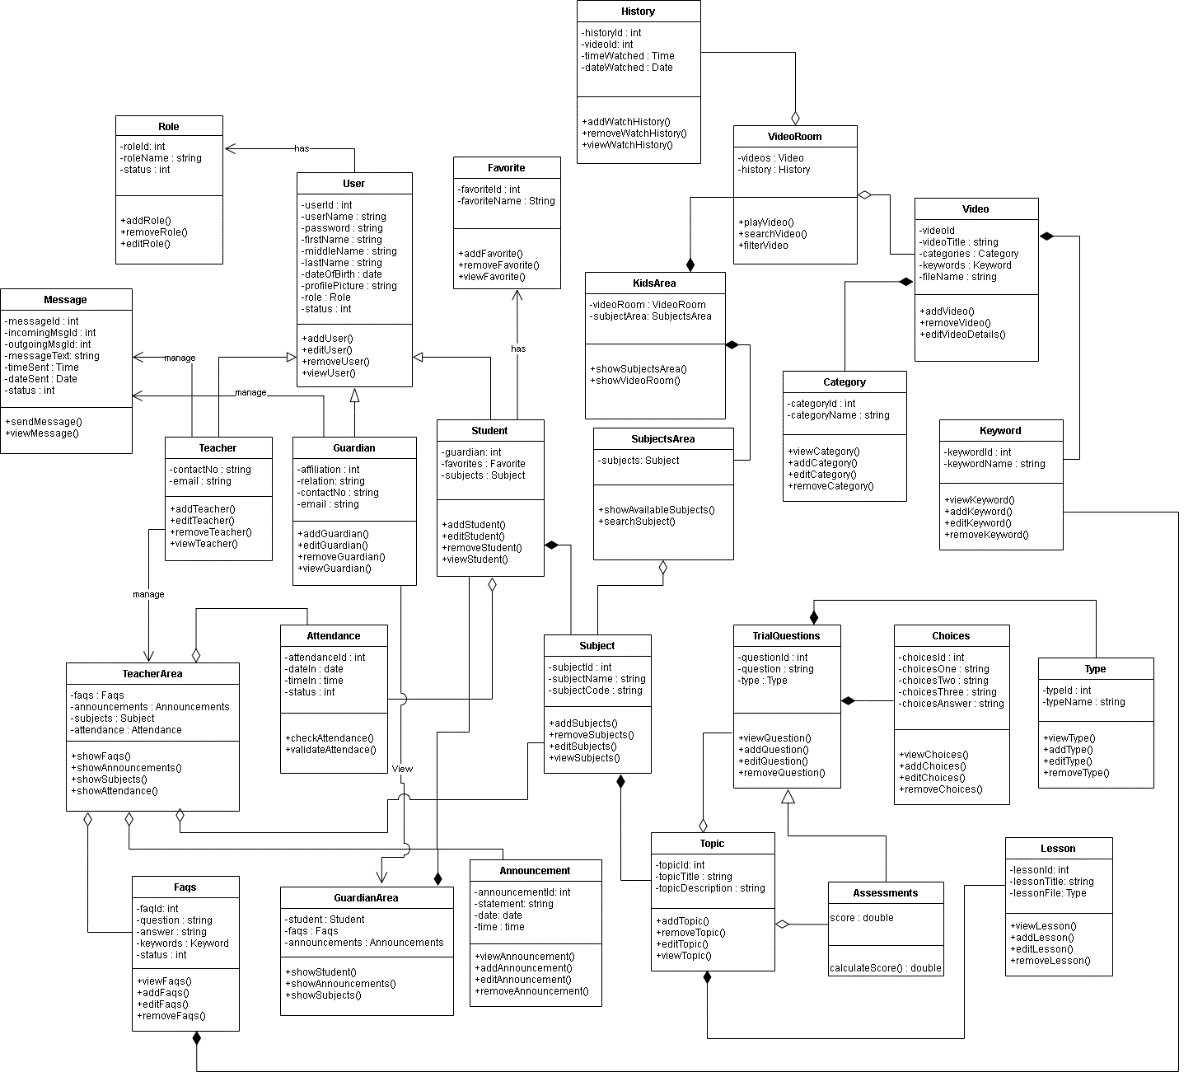 History
-historyId : int
-videoId: int
-timeWatched : Time
-dateWatched : Date
+addWatchHistory()
+removeWatchHistory()
+viewWatchHistory()
Role
-roleId: int
-roleName : string
-status : int
+addRole()
+removeRole()
+editRole()
has
User
-userId : int
-userName : string
-password : string
-firstName : string
-middleName : string
-lastName : string
-dateOfBirth : date
-profilePicture : string
-role : Role
-status : int
+addUser()
+editUser()
+removeUser()
+viewUser()
Favorite
-favoriteId : int
-favoriteName : String
+addFavorite()
+removeFavorite()
+viewFavorite()
has
VideoRoom
-videos : Video
-history : History
+playVideo()
+searchVideo()
+filterVideo
Video
-videoId
-videoTitle : string
-categories : Category
-keywords : Keyword
-fileName : string
+addVideo()
+removeVideo()
+editVideoDetails()
KidsArea
-videoRoom : VideoRoom
-subjectArea: SubjectsArea
+showSubjectsArea()
+showVideoRoom()
Message
-messageId : int
-incomingMsgId : int
-outgoingMsgId: int
-messageText: string
-timeSent : Time
-dateSent : Date
-status : int
+sendMessage()
+viewMessage()
manage
manage
Category
-categoryId : int
-categoryName : string
+viewCategory()
+addCategory()
+editCategory()
+removeCategory()
Keyword
-keywordId : int
-keywordName : string
+viewKeyword()
+addKeyword()
+editKeyword()
+removeKeyword()
Teacher
-contactNo : string
-email : string
+addTeacher()
+editTeacher()
+removeTeacher()
+viewTeacher()
Guardian
-affiliation : int
-relation: string
-contactNo : string
-email : string
+addGuardian()
+editGuardian()
+removeGuardian()
+viewGuardian()
Student
-guardian: int
-favorites : Favorite
-subjects : Subject
+addStudent()
+editStudent()
+removeStudent()
+viewStudent()
SubjectsArea
-subjects: Subject
+showAvailableSubjects()
+searchSubject()
manage
TeacherArea
-faqs : Faqs
-announcements : Announcements
-subjects : Subject
-attendance : Attendance
+showFaqs()
+showAnnouncements()
+showSubjects()
+showAttendance()
Attendance
-attendanceId : int
-dateIn : date
-timeIn : time
-status : int
+checkAttendance()
+validateAttendace()
View
Subject
-subjectId : int
-subjectName : string
-subjectCode : string
+addSubjects()
+removeSubjects()
+editSubjects()
+viewSubjects()
TrialQuestions
-questionId : int
-question : string
-type : Type
+viewQuestion()
+addQuestion()
+editQuestion()
+removeQuestion()
Choices
-choicesId : int
-choicesOne : string
-choicesTwo : string
-choicesThree : string
-choicesAnswer : string
+viewChoices()
+addChoices()
+editChoices()
+removeChoices()
Type
-typeId : int
-typeName : string
+viewType()
+addType()
+editType()
+removeType()
Faqs
-faqId: int
-question : string
-answer : string
-keywords : Keyword
-status : int
+viewFaqs()
+addFaqs()
+editFaqs()
+removeFaqs()
GuardianArea
-student : Student
-faqs : Faqs
-announcements : Announcements
+showStudent()
+showAnnouncements()
+showSubjects()
Announcement
-announcementId : int
-statement : string
-date: date
-time : time
+viewAnnouncement()
+addAnnouncement()
+editAnnouncement()
+removeAnnouncement()
Topic
-topicId: int
-topicTitle : string
-topicDescription : string
+addTopic()
+removeTopic()
+editTopic()
+viewTopic()
Assessments
score : double
calculateScore() : double
Lesson
-lessonId : int
-lessonTitle: string
-lessonFile: Type
+viewLesson()
+addLesson()
+editLesson()
+removeLesson()